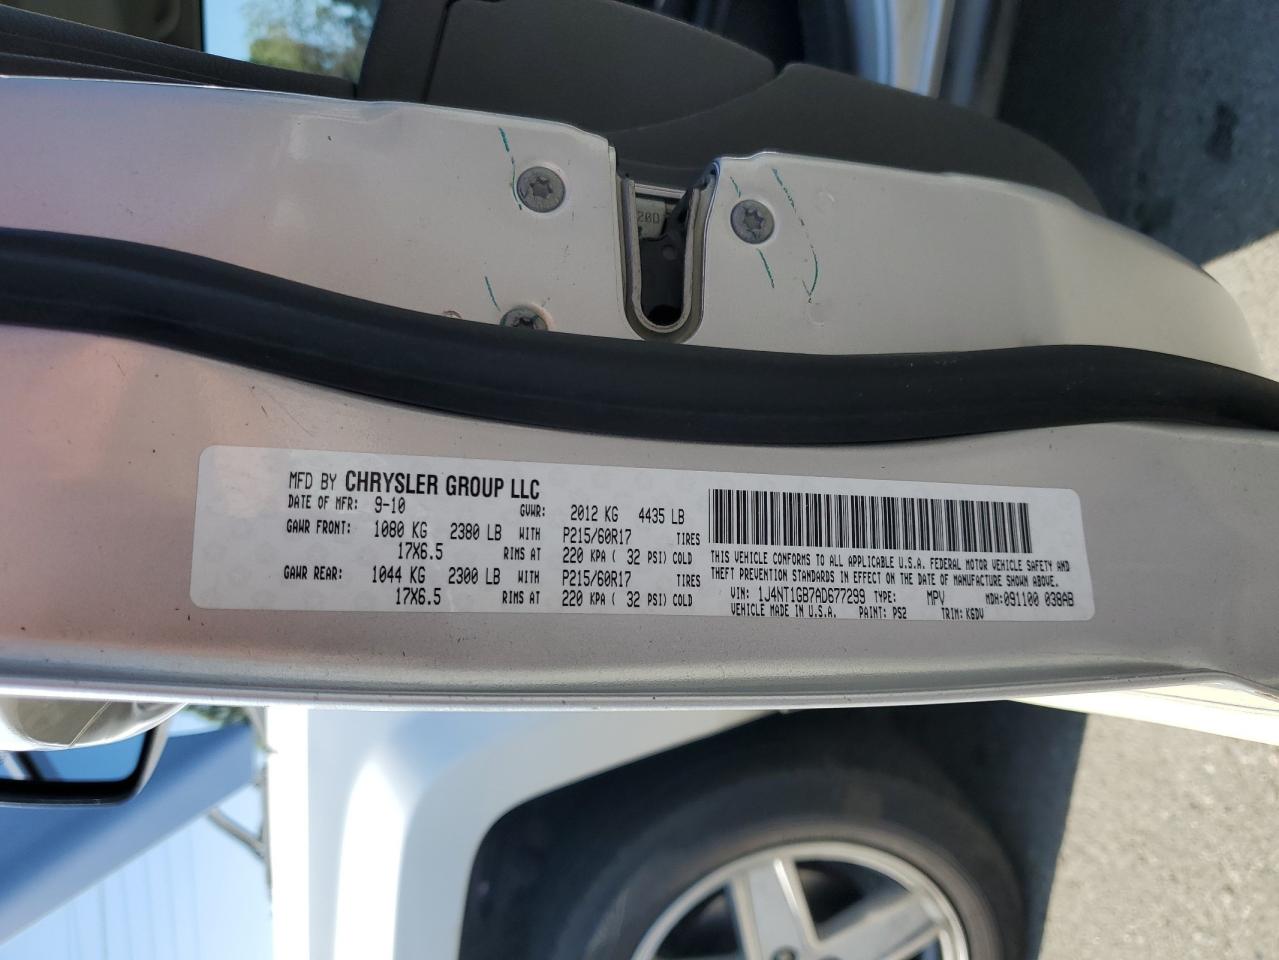 20D
MFD BY CHRYSLER GROUP LLC
DATE OF MFR: 9-10 GVWR: 2012 KG 4435 LB
GAWR FRONT: 1080 KG 2380 LB WITH P215/60R17 TIRES
17X6.5 RIMS AT 220 KPA ( 32 PSI) COLD
GAWR REAR: 1044 KG 2300 LB WITH P215/60R17 TIRES
17X6.5 RIMS AT 220 KPA ( 32 PSI) COLD
THIS VEHICLE CONFORMS TO ALL APPLICABLE U.S.A. FEDERAL MOTOR VEHICLE SAFETY AND
THEFT PREVENTION STANDARDS IN EFFECT ON THE DATE OF MANUFACTURE SHOWN ABOVE.
VIN: 1J4NT1GB7AD677299 TYPE: MPV MDH:091100 038AB
VEHICLE MADE IN U.S.A. PAINT: PS2 TRIM: K6DV